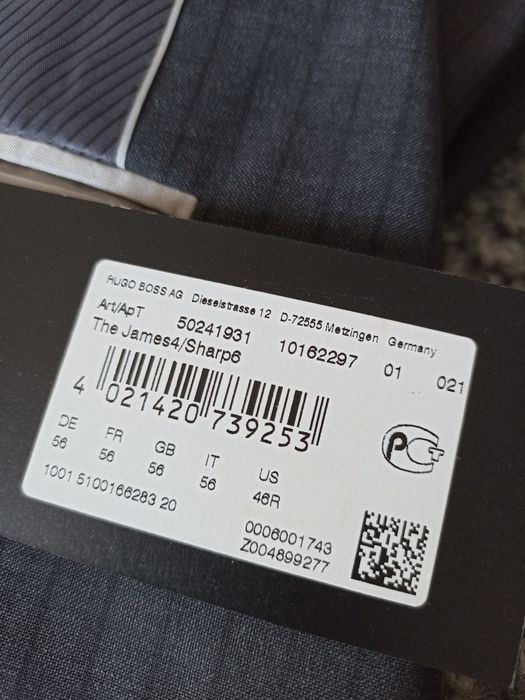 HUGO BOSS AG Dieselstrasse 12 D-72555 Metzingen Germany
Art/ApT 50241931 10162297 01 021
The James4/Sharp6
4 021420 739253
DE FR GB IT US
56 56 56 56 46R
1001 5100166283 20
0006001743
Z004899277